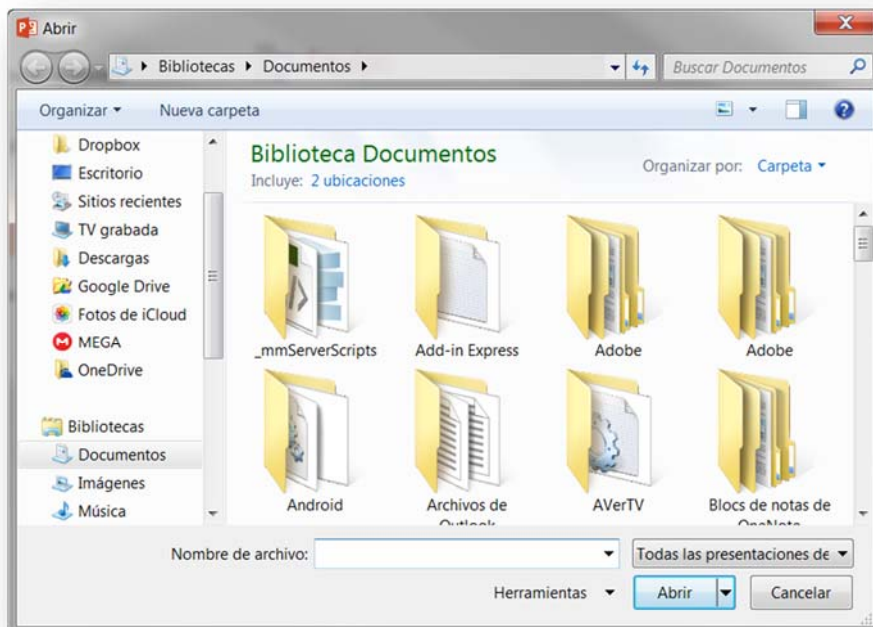 Abrir
Bibliotecas Documentos
Buscar Documentos
Organizar Nueva carpeta
Dropbox
Escritorio
Sitios recientes
TV grabada
Descargas
Google Drive
Fotos de iCloud
MEGA
OneDrive
Bibliotecas
Documentos
Imágenes
Música
Biblioteca Documentos
Incluye: 2 ubicaciones
Organizar por: Carpeta
_mmServerScripts
Add-in Express
Adobe
Adobe
Android
Archivos de
Outlook
AVerTV
Blocs de notas de
OneNote
Nombre de archivo:
Todas las presentaciones de
Herramientas
Abrir
Cancelar